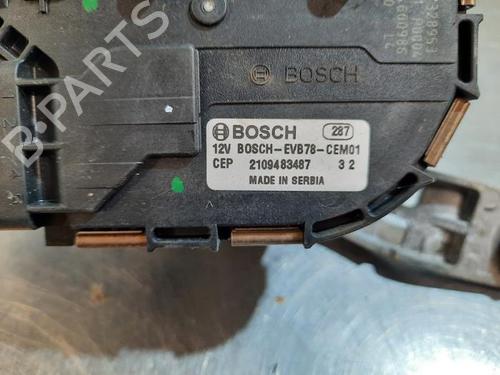 BOSCH
BOSCH 287
12V BOSCH-EVB78-CEM01
CEP 2109483487 3 2
MADE IN SERBIA
B-PARTS